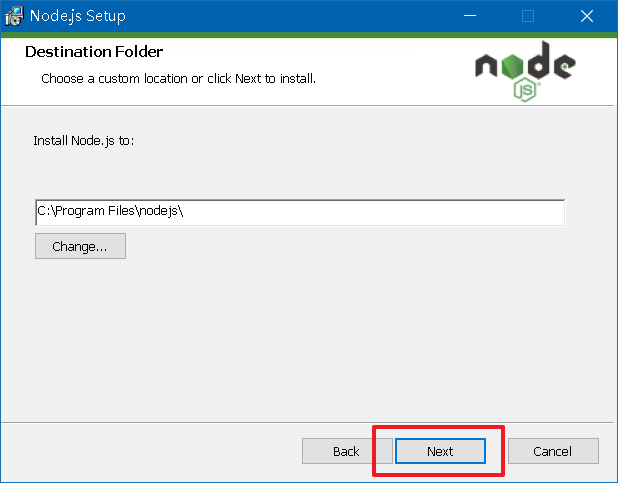 Node.js Setup
Destination Folder
Choose a custom location or click Next to install.
node
JS
Install Node.js to:
C:\Program Files\nodejs\
Change...
Back
Next
Cancel